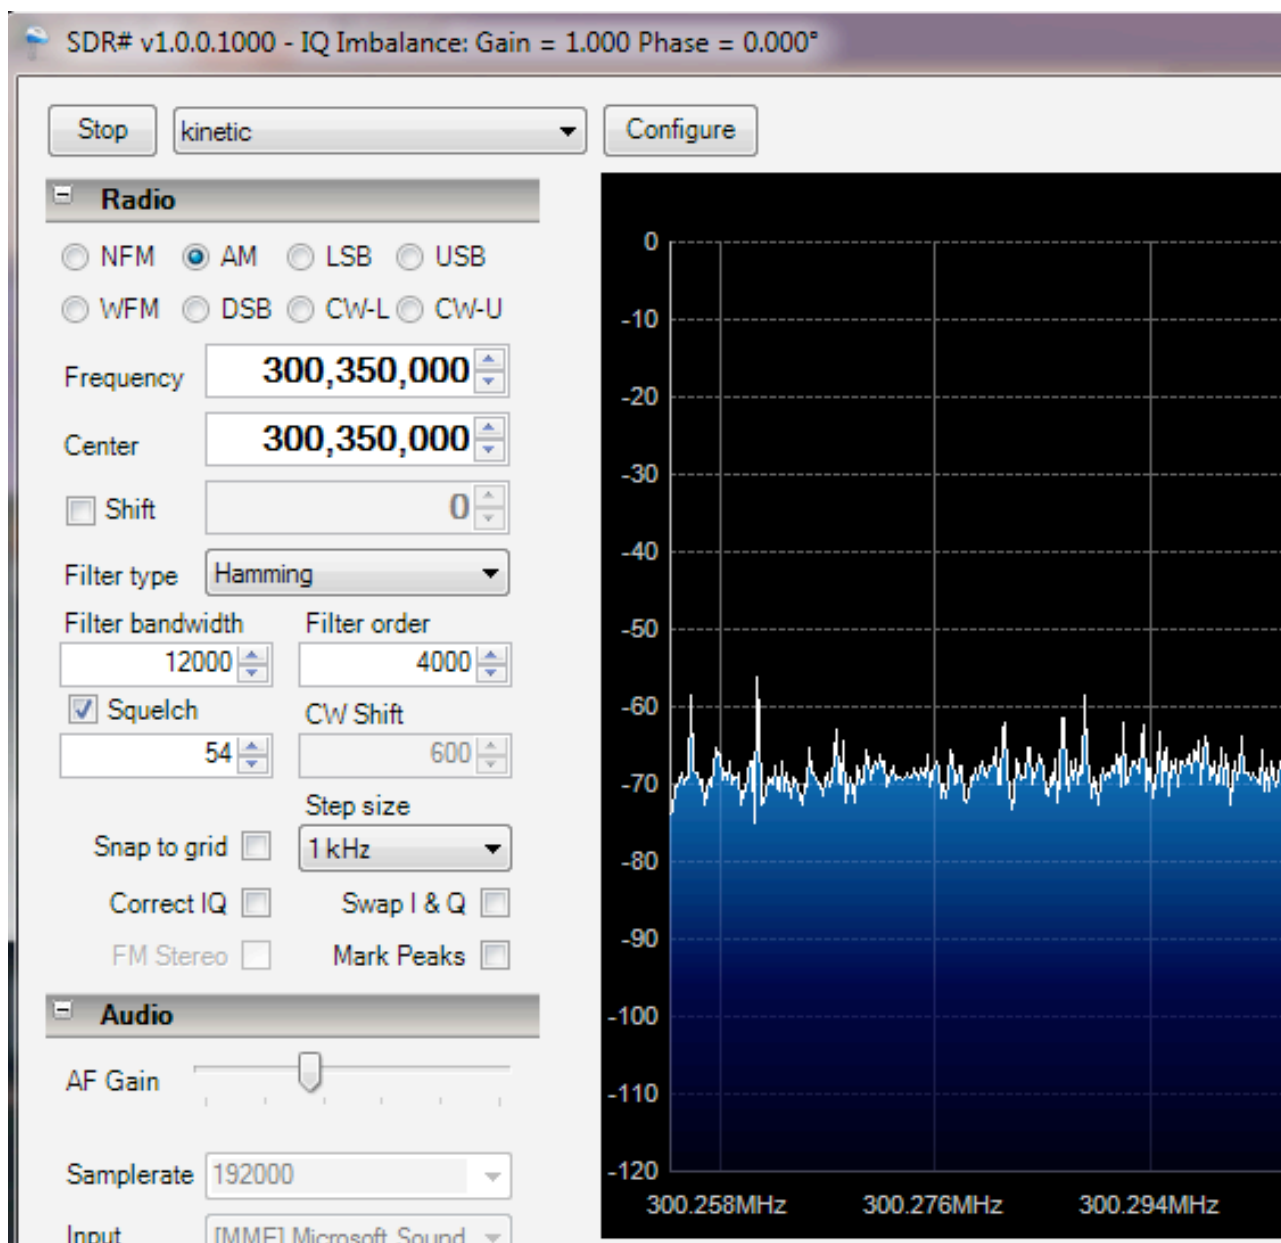 SDR# v1.0.0.1000 - IQ Imbalance: Gain = 1.000 Phase = 0.000°
Stop kinetic Configure
Radio
NFM AM LSB USB
WFM DSB CW-L CW-U
Frequency 300,350,000
Center 300,350,000
Shift 0
Filter type Hamming
Filter bandwidth Filter order
12000 4000
Squelch CW Shift
54 600
Step size
Snap to grid 1 kHz
Correct IQ Swap I & Q
FM Stereo Mark Peaks
Audio
AF Gain
Samplerate 192000
Input [MME] Microsoft Sound
0
-10
-20
-30
-40
-50
-60
-70
-80
-90
-100
-110
-120
300.258MHz 300.276MHz 300.294MHz